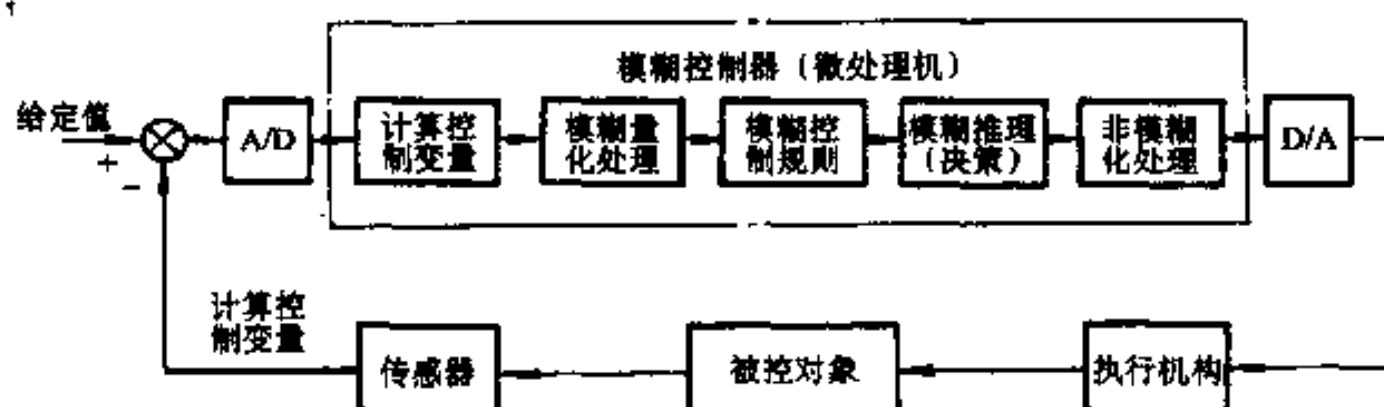 模糊控制器（微处理机）
给定值
+
−
A/D
计算控
制变量
模糊量
化处理
模糊控
制规则
模糊推理
（决策）
非模糊
化处理
D/A
计算控
制变量
传感器
被控对象
执行机构